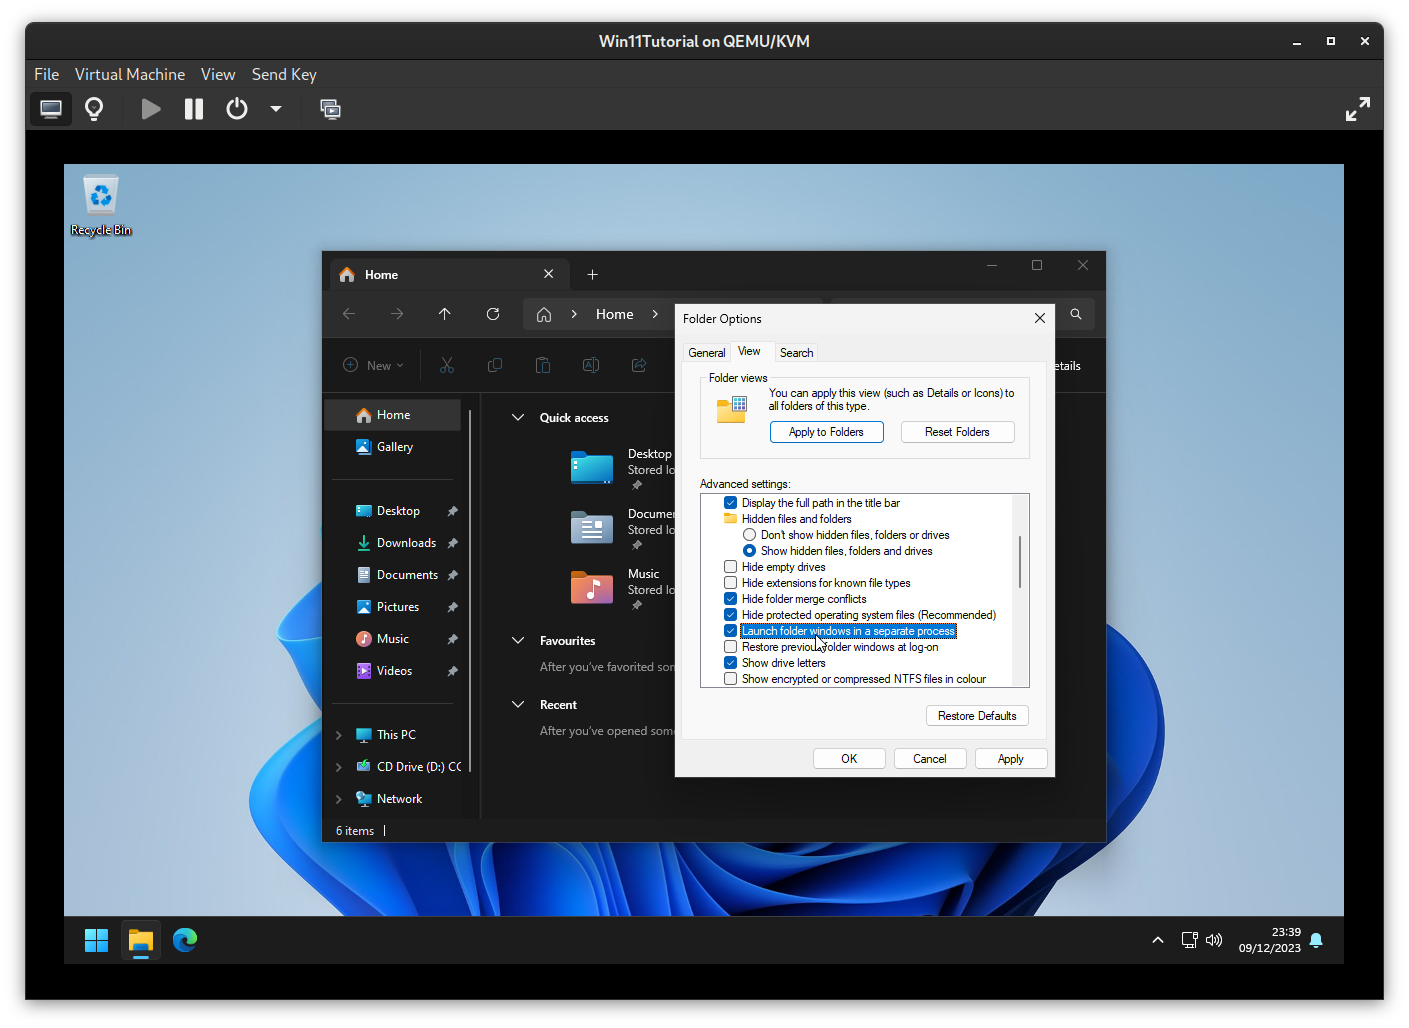 Win11Tutorial on QEMU/KVM
File Virtual Machine View Send Key
Recycle Bin
Home
Home
New
etails
Home
Gallery
Desktop
Downloads
Documents
Pictures
Music
Videos
This PC
CD Drive (D:) CC
Network
6 items
Quick access
Desktop
Stored lo
Documen
Stored lo
Music
Stored lo
Favourites
After you've favorited son
Recent
After you've opened som
Folder Options
General View Search
Folder views
You can apply this view (such as Details or Icons) to
all folders of this type.
Apply to Folders Reset Folders
Advanced settings:
Display the full path in the title bar
Hidden files and folders
Don't show hidden files, folders or drives
Show hidden files, folders and drives
Hide empty drives
Hide extensions for known file types
Hide folder merge conflicts
Hide protected operating system files (Recommended)
Launch folder windows in a separate process
Restore previous folder windows at log-on
Show drive letters
Show encrypted or compressed NTFS files in colour
Restore Defaults
OK Cancel Apply
23:39
09/12/2023